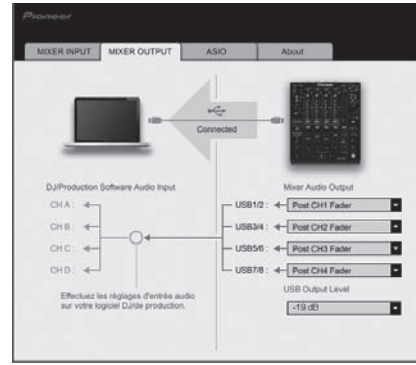 Pioneer
MIXER INPUT
MIXER OUTPUT
ASIO
About
Connected
DJ/Production Software Audio Input
Mixer Audio Output
CH A :
USB1/2 :
Post CH1 Fader
CH B :
USB3/4 :
Post CH2 Fader
CH C :
USB5/6 :
Post CH3 Fader
CH D :
USB7/8 :
Post CH4 Fader
Effectuez les réglages d'entrée audio
sur votre logiciel DJ/de production.
USB Output Level
-19 dB